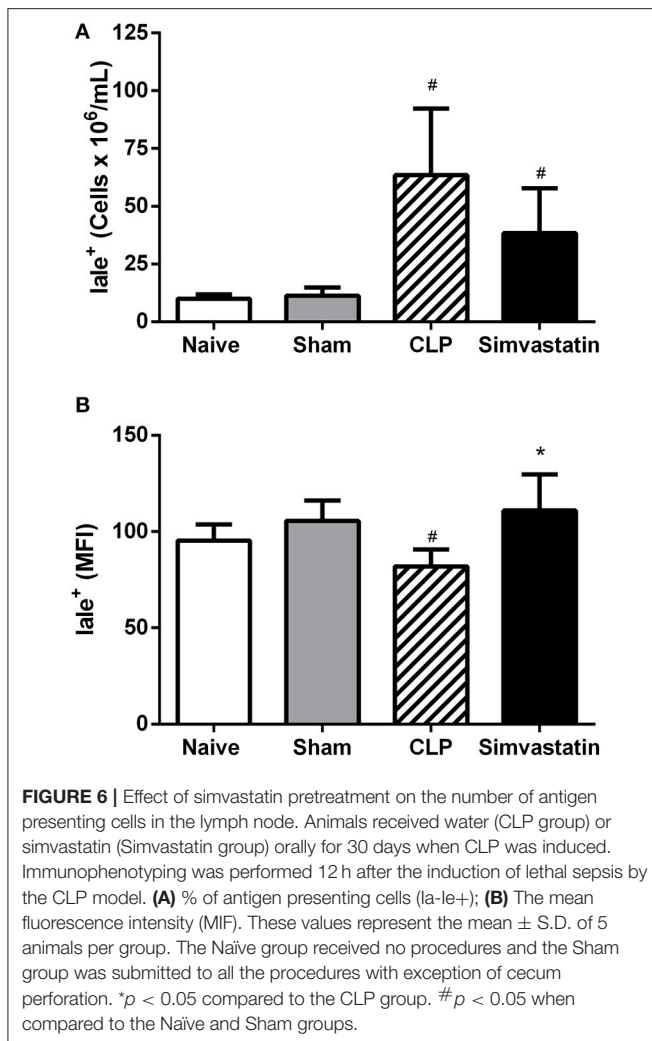 A
Iale+ (Cells x 10⁶/mL)
125
100
75
50
25
0
#
#
Naive Sham CLP Simvastatin
B
Iale+ (MFI)
150
100
50
0
#
*
Naive Sham CLP Simvastatin
FIGURE 6 | Effect of simvastatin pretreatment on the number of antigen
presenting cells in the lymph node. Animals received water (CLP group) or
simvastatin (Simvastatin group) orally for 30 days when CLP was induced.
Immunophenotyping was performed 12 h after the induction of lethal sepsis by
the CLP model. (A) % of antigen presenting cells (Ia-Ie+); (B) The mean
fluorescence intensity (MIF). These values represent the mean ± S.D. of 5
animals per group. The Naïve group received no procedures and the Sham
group was submitted to all the procedures with exception of cecum
perforation. *p < 0.05 compared to the CLP group. #p < 0.05 when
compared to the Naïve and Sham groups.